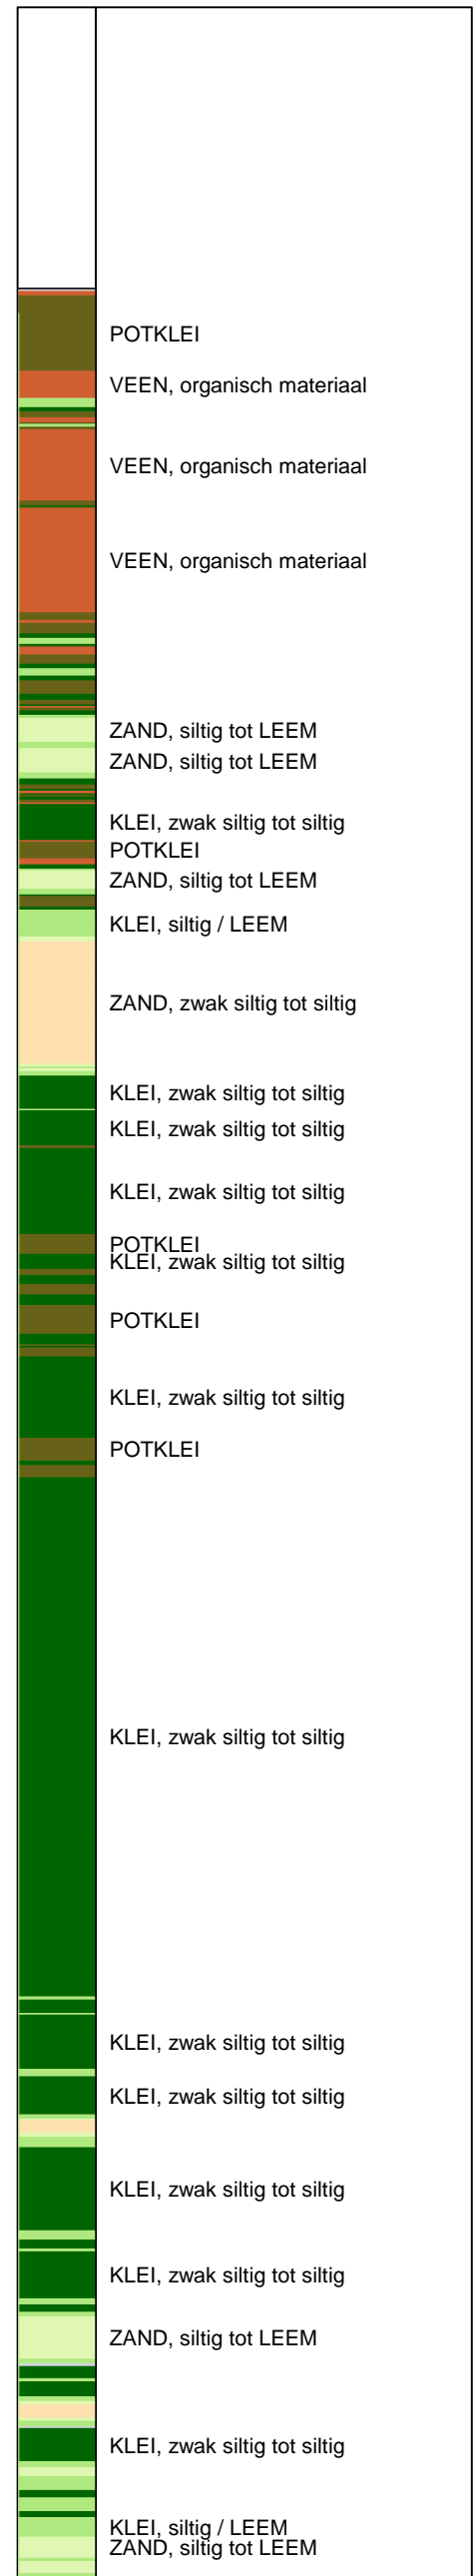 POTKLEI
VEEN, organisch materiaal
VEEN, organisch materiaal
VEEN, organisch materiaal
ZAND, siltig tot LEEM
ZAND, siltig tot LEEM
KLEI, zwak siltig tot siltig
POTKLEI
ZAND, siltig tot LEEM
KLEI, siltig / LEEM
ZAND, zwak siltig tot siltig
KLEI, zwak siltig tot siltig
KLEI, zwak siltig tot siltig
KLEI, zwak siltig tot siltig
POTKLEI
KLEI, zwak siltig tot siltig
POTKLEI
KLEI, zwak siltig tot siltig
POTKLEI
KLEI, zwak siltig tot siltig
KLEI, zwak siltig tot siltig
KLEI, zwak siltig tot siltig
KLEI, zwak siltig tot siltig
KLEI, zwak siltig tot siltig
ZAND, siltig tot LEEM
KLEI, zwak siltig tot siltig
KLEI, siltig / LEEM
ZAND, siltig tot LEEM